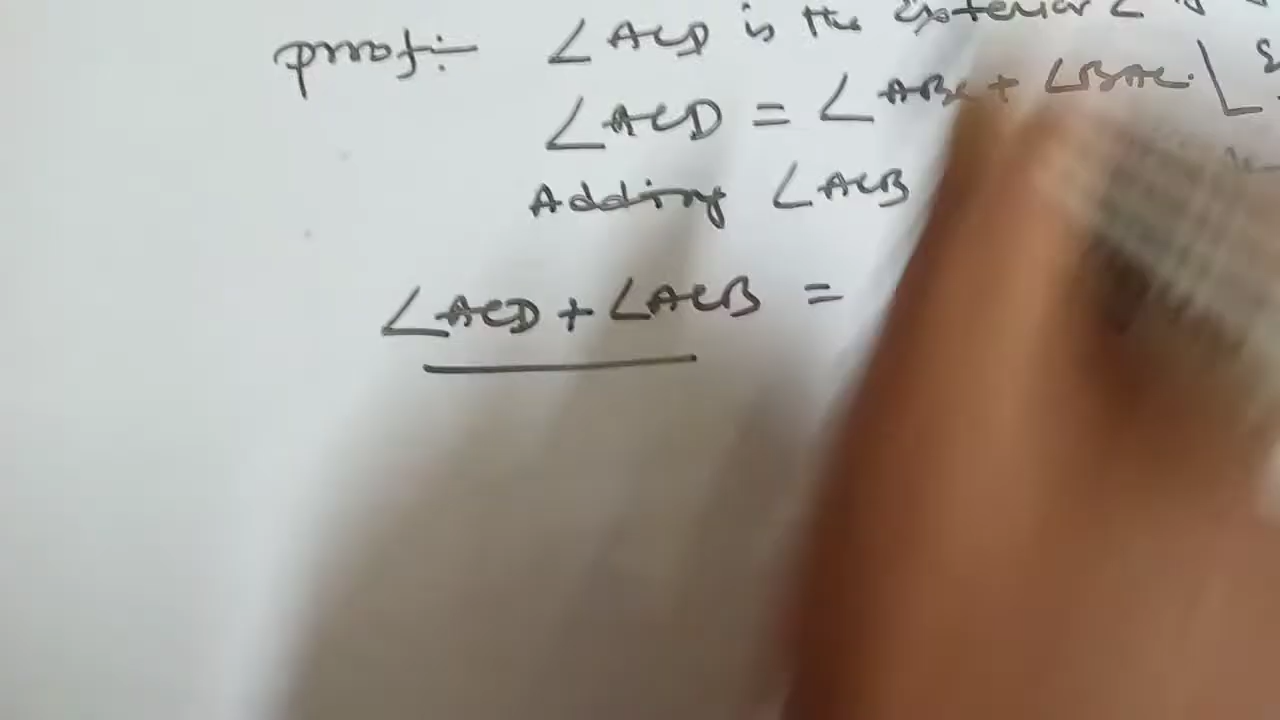 proof:- ∠ACD is the exterior ∠
∠ACD = ∠ABC + ∠BAC.
Adding ∠ACB
∠ACD + ∠ACB =